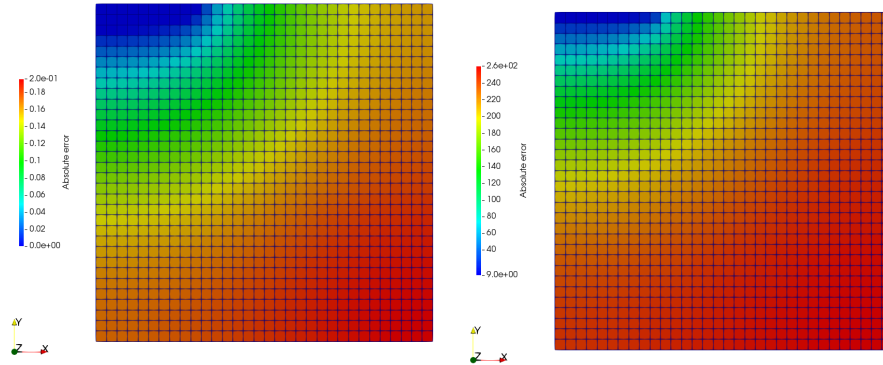 2.0e-01
0.18
0.16
0.14
0.12
0.1
0.08
0.06
0.04
0.02
0.0e+00
Absolute error
Y
Z
X
2.6e+02
240
220
200
180
160
140
120
100
80
60
40
9.0e+00
Absolute error
Y
Z
X